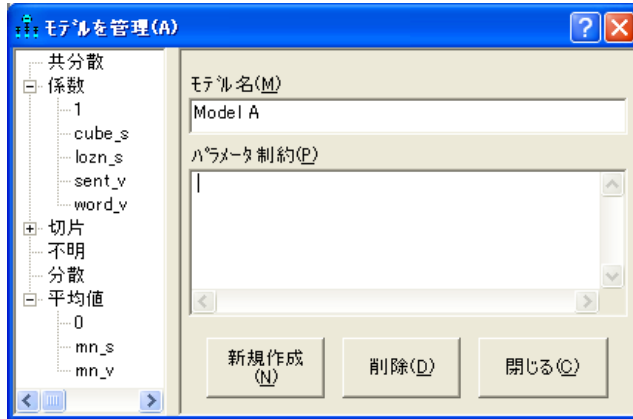 モデルを管理(A)
共分散
係数
1
cube_s
lozn_s
sent_v
word_v
切片
不明
分散
平均値
0
mn_s
mn_v
モデル名(M)
Model A
パラメータ制約(P)
新規作成
(N)
削除(D)
閉じる(C)